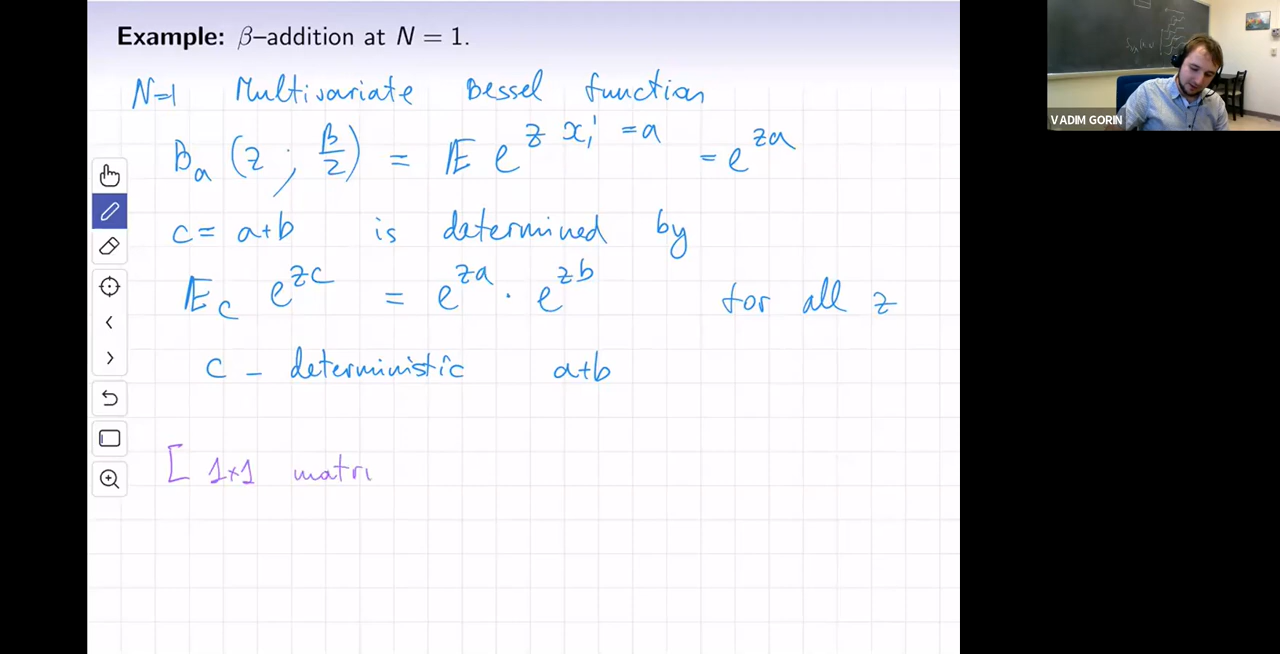 Example: β–addition at N = 1.
N=1 Multivariate Bessel function
B_a (z ; β/2) = 𝔼 e^{z x_1^1 = a} = e^{za}
c = a+b is determined by
𝔼_c e^{zc} = e^{za} · e^{zb} for all z
c – deterministic a+b
[ 1×1 matri
VADIM GORIN